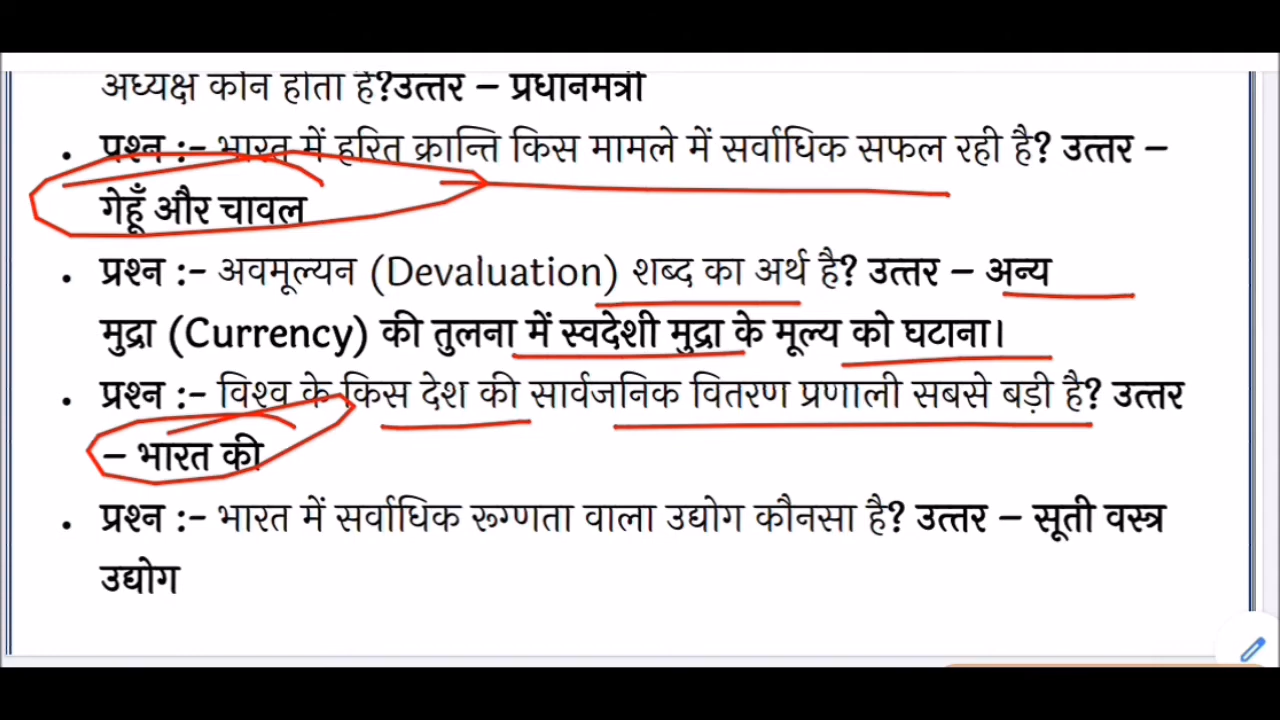 अध्यक्ष कौन होता है?उत्तर – प्रधानमंत्री
• प्रश्न :- भारत में हरित क्रान्ति किस मामले में सर्वाधिक सफल रही है? उत्तर –
गेहूँ और चावल
• प्रश्न :- अवमूल्यन (Devaluation) शब्द का अर्थ है? उत्तर – अन्य
मुद्रा (Currency) की तुलना में स्वदेशी मुद्रा के मूल्य को घटाना।
• प्रश्न :- विश्व के किस देश की सार्वजनिक वितरण प्रणाली सबसे बड़ी है? उत्तर
– भारत की
• प्रश्न :- भारत में सर्वाधिक रूग्णता वाला उद्योग कौनसा है? उत्तर – सूती वस्त्र
उद्योग